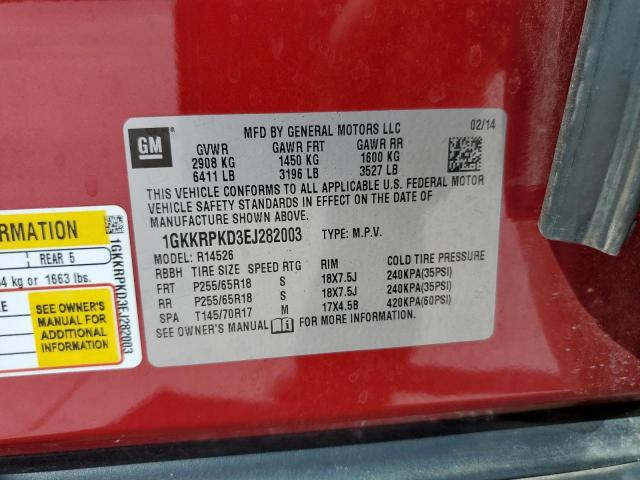 GM
MFD BY GENERAL MOTORS LLC
02/14
GVWR GAWR FRT GAWR RR
2908 KG 1450 KG 1600 KG
6411 LB 3196 LB 3527 LB
THIS VEHICLE CONFORMS TO ALL APPLICABLE U.S. FEDERAL MOTOR
VEHICLE SAFETY STANDARDS IN EFFECT ON THE DATE OF
MANUFACTURE SHOWN ABOVE.
1GKKRPKD3EJ282003 TYPE: M.P.V.
MODEL: R14526
RBBH TIRE SIZE SPEED RTG RIM COLD TIRE PRESSURE
FRT P255/65R18 S 18X7.5J 240KPA(35PSI)
RR P255/65R18 S 18X7.5J 240KPA(35PSI)
SPA T145/70R17 M 17X4.5B 420KPA(60PSI)
SEE OWNER'S MANUAL FOR MORE INFORMATION.
REAR 5
4 kg or 1663 lbs.
SEE OWNER'S
MANUAL FOR
ADDITIONAL
INFORMATION
1GKKRPKD3EJ282003